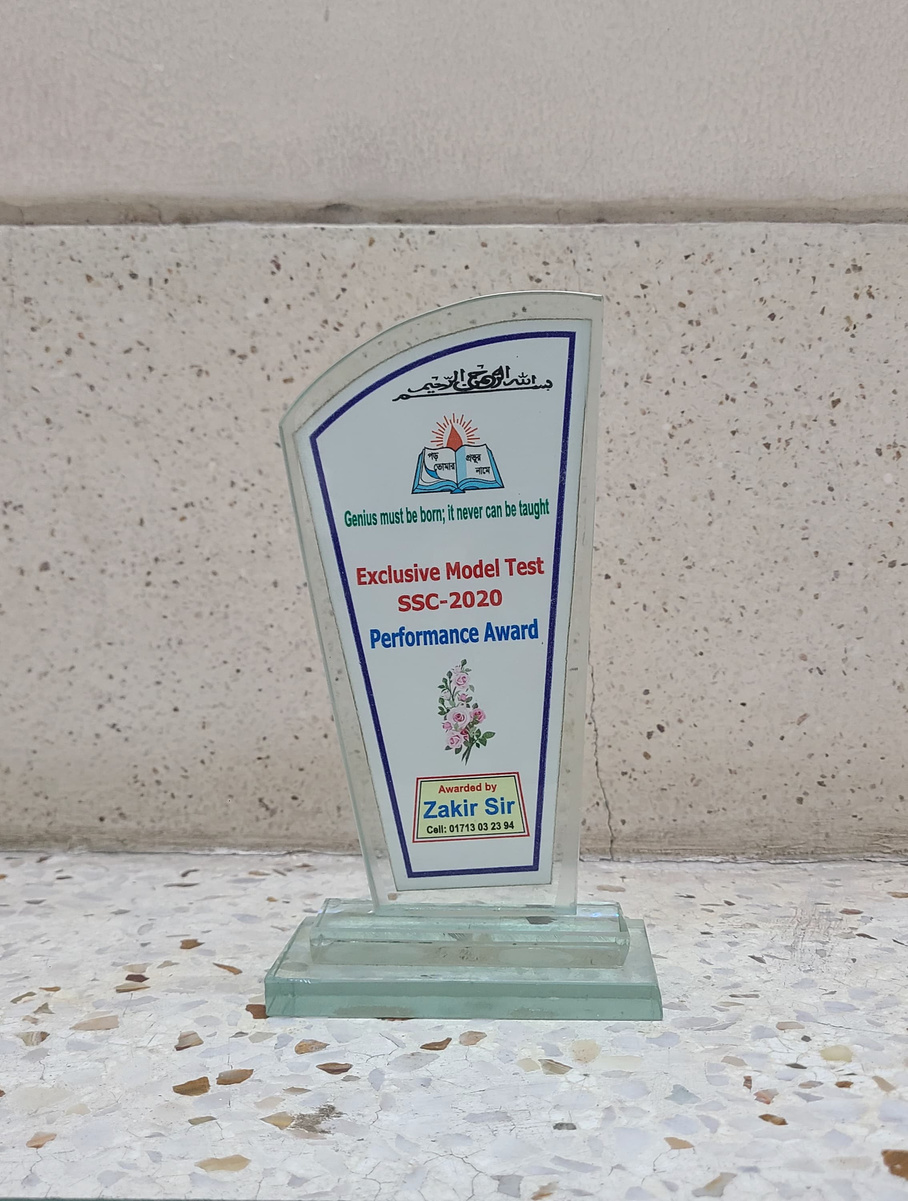 بسم الله الرحمن الرحيم
পড় তোমার
প্রভুর নামে
Genius must be born; it never can be taught
Exclusive Model Test
SSC-2020
Performance Award
Awarded by
Zakir Sir
Cell: 01713 03 23 94